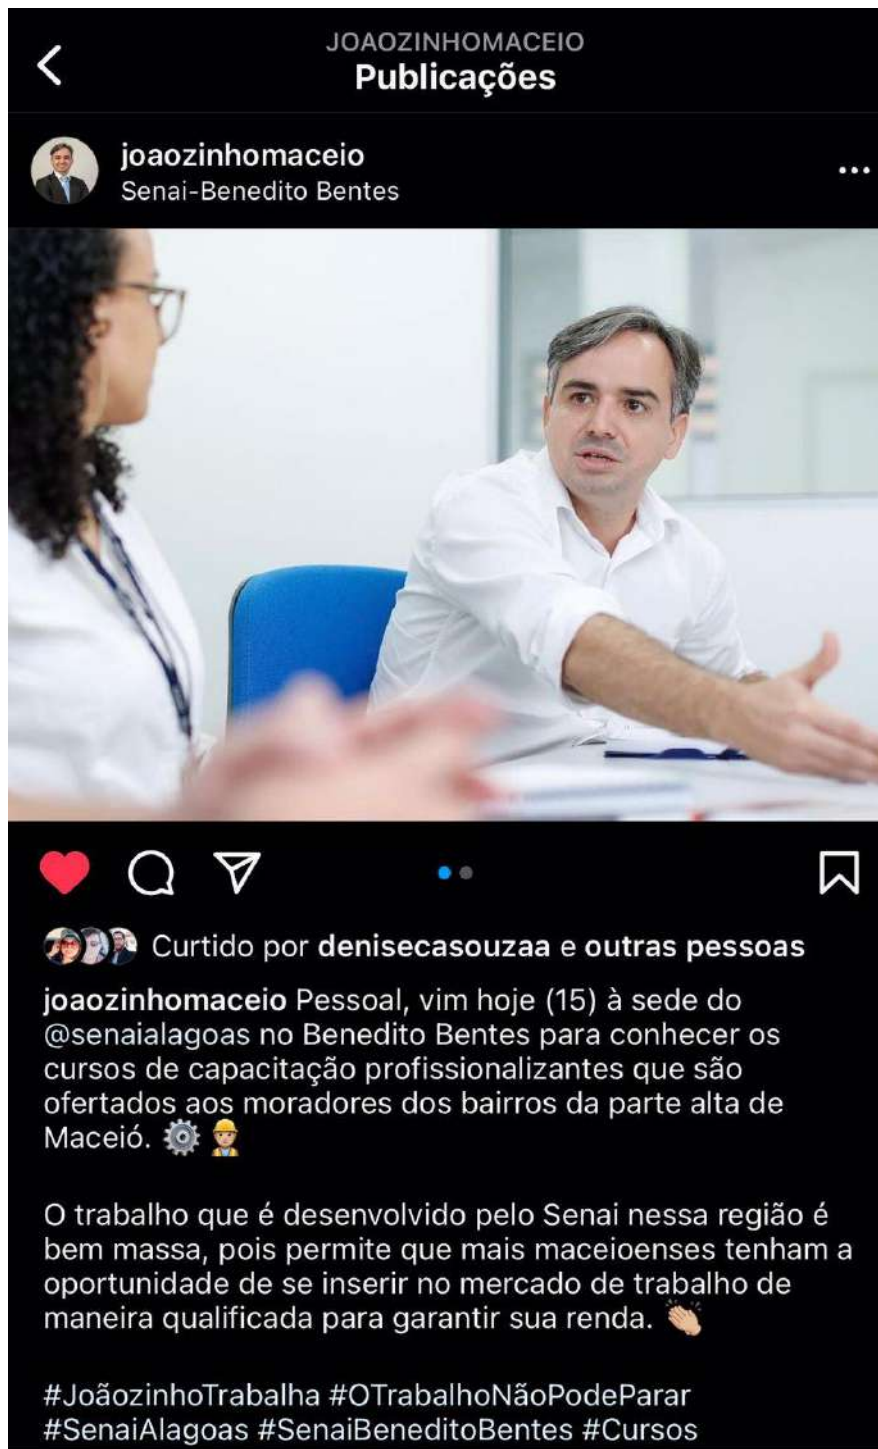 JOAOZINHOMACEIO
Publicações
joaozinhomaceio
Senai-Benedito Bentes
Curtido por denisecasouzaa e outras pessoas
joaozinhomaceio Pessoal, vim hoje (15) à sede do
@senaialagoas no Benedito Bentes para conhecer os
cursos de capacitação profissionalizantes que são
ofertados aos moradores dos bairros da parte alta de
Maceió. ⚙️👷🏼
O trabalho que é desenvolvido pelo Senai nessa região é
bem massa, pois permite que mais maceioenses tenham a
oportunidade de se inserir no mercado de trabalho de
maneira qualificada para garantir sua renda. 👏🏼
#JoãozinhoTrabalha #OTrabalhoNãoPodeParar
#SenaiAlagoas #SenaiBeneditoBentes #Cursos